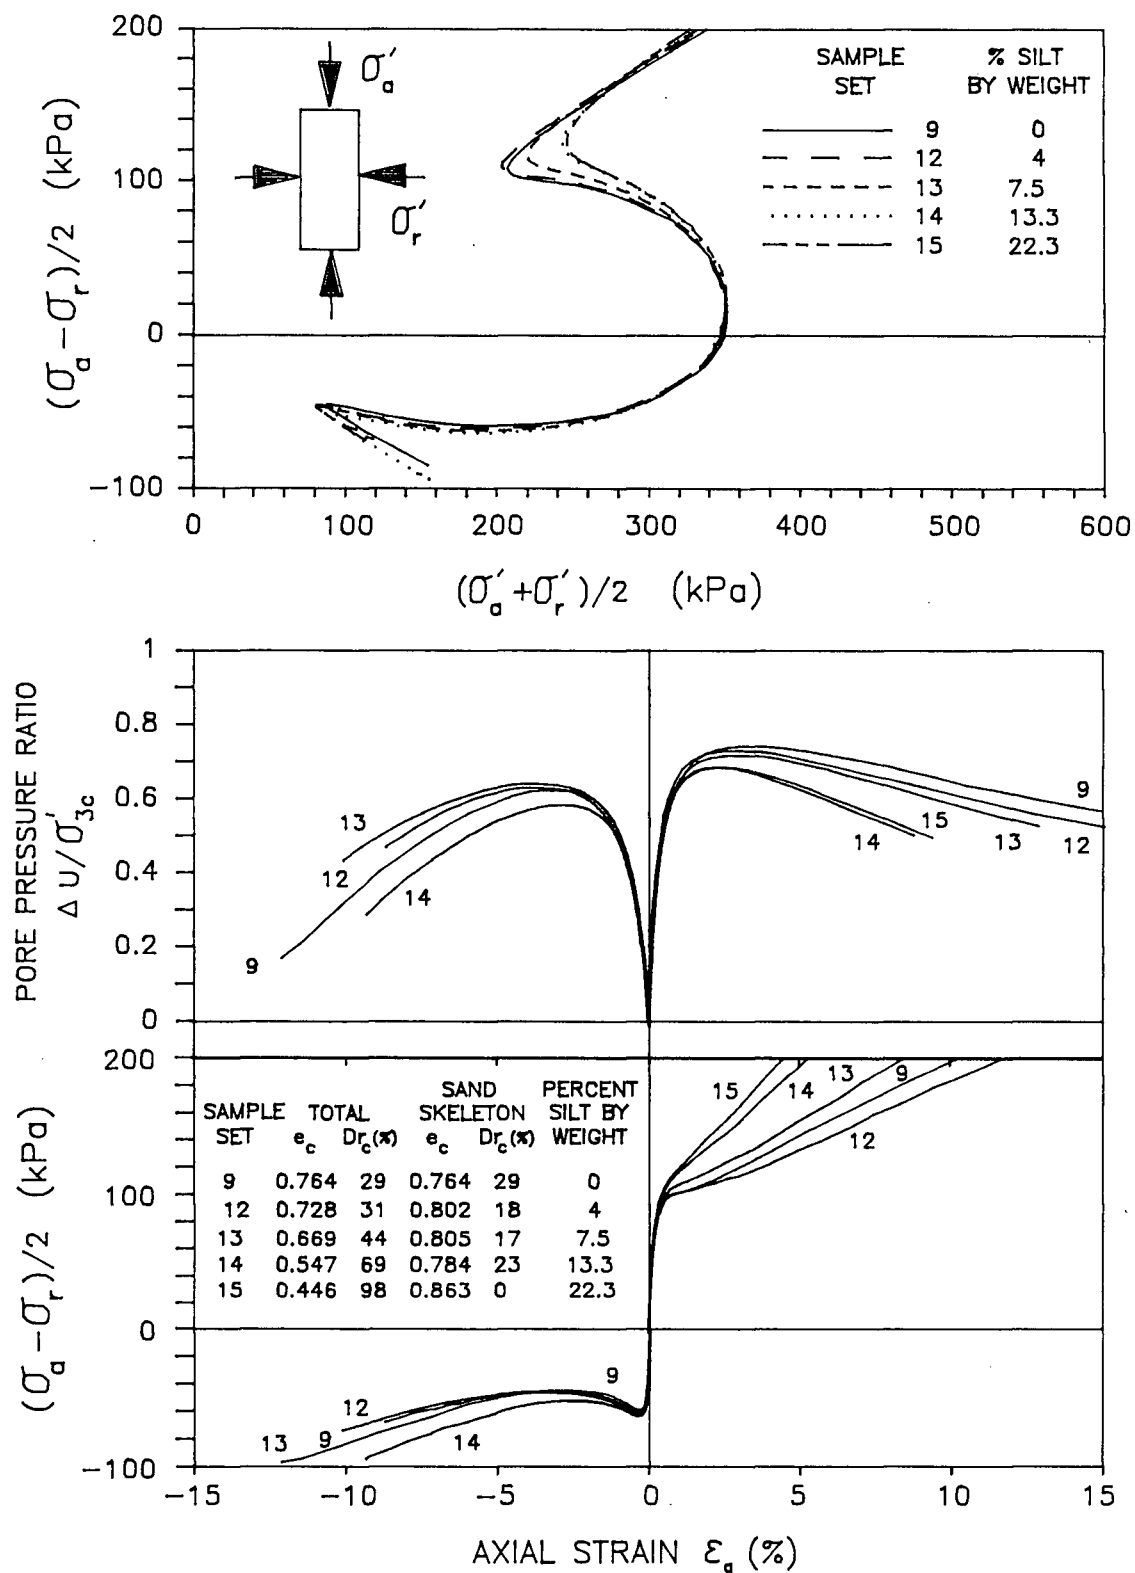 200
100
0
−100
(σa − σr)/2 (kPa)
σ'a
σ'r
SAMPLE SET % SILT BY WEIGHT
9 0
12 4
13 7.5
14 13.3
15 22.3
0 100 200 300 400 500 600
(σ'a+σ'r)/2 (kPa)
PORE PRESSURE RATIO
ΔU/σ'3c
1
0.8
0.6
0.4
0.2
0
13
12
14
9
9
15
14
13
12
(σa − σr)/2 (kPa)
200
100
0
−100
SAND PERCENT
SAMPLE TOTAL SKELETON SILT BY
SET ec Drc(%) ec Drc(%) WEIGHT
9 0.764 29 0.764 29 0
12 0.728 31 0.802 18 4
13 0.669 44 0.805 17 7.5
14 0.547 69 0.784 23 13.3
15 0.446 98 0.863 0 22.3
15
14
13
9
12
9
12
13
9
14
−15 −10 −5 0 5 10 15
AXIAL STRAIN εa (%)